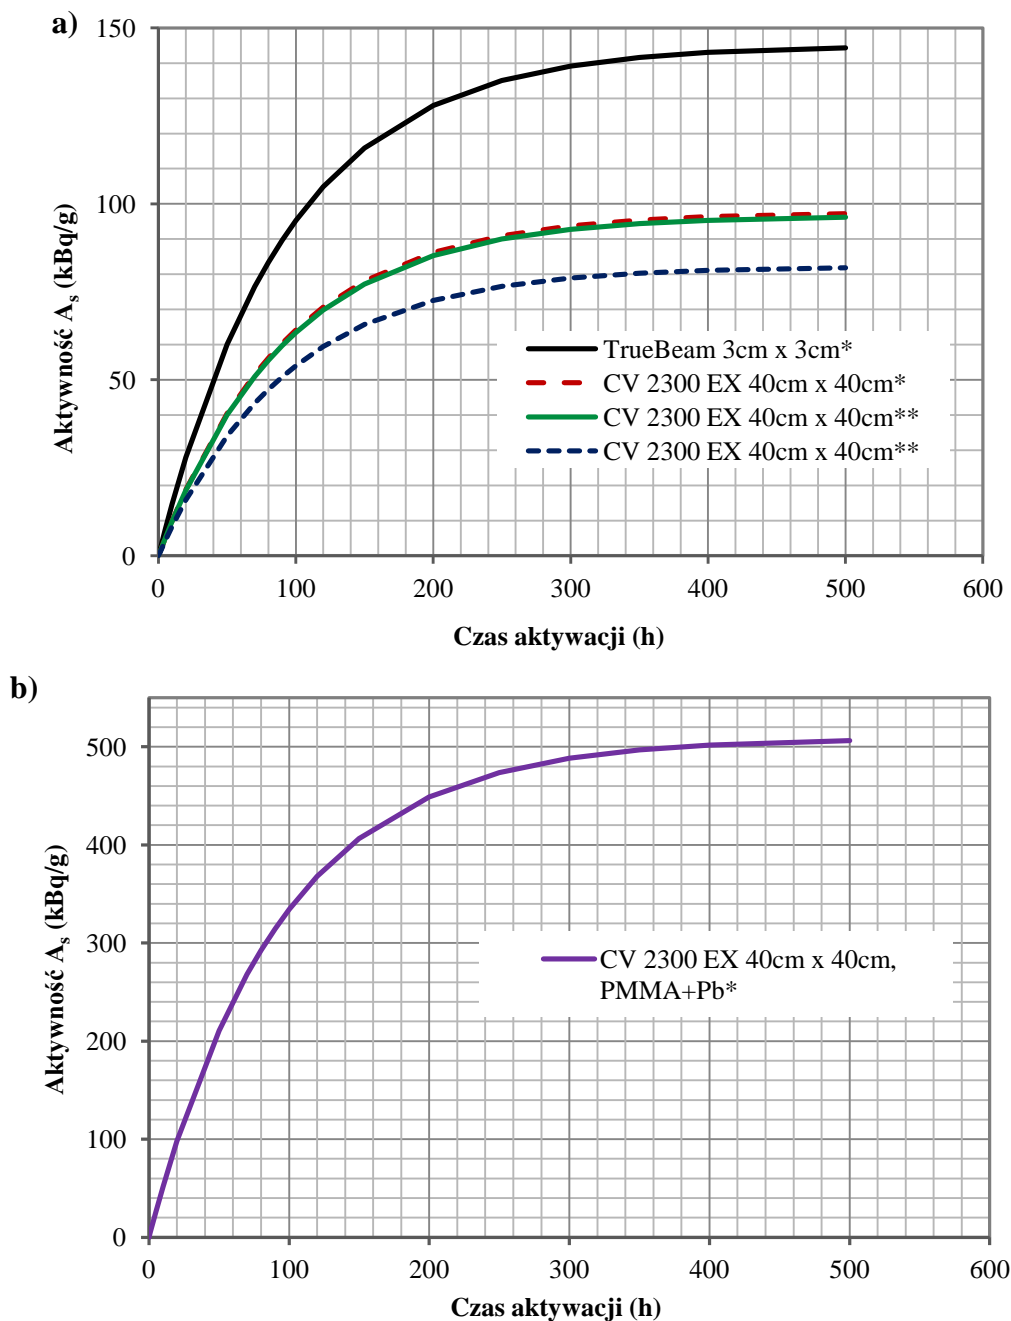 a)
150
100
50
0
0 100 200 300 400 500 600
Aktywność As (kBq/g)
Czas aktywacji (h)
TrueBeam 3cm x 3cm*
CV 2300 EX 40cm x 40cm*
CV 2300 EX 40cm x 40cm**
CV 2300 EX 40cm x 40cm**
b)
500
400
300
200
100
0
0 100 200 300 400 500 600
Aktywność As (kBq/g)
Czas aktywacji (h)
CV 2300 EX 40cm x 40cm,
PMMA+Pb*